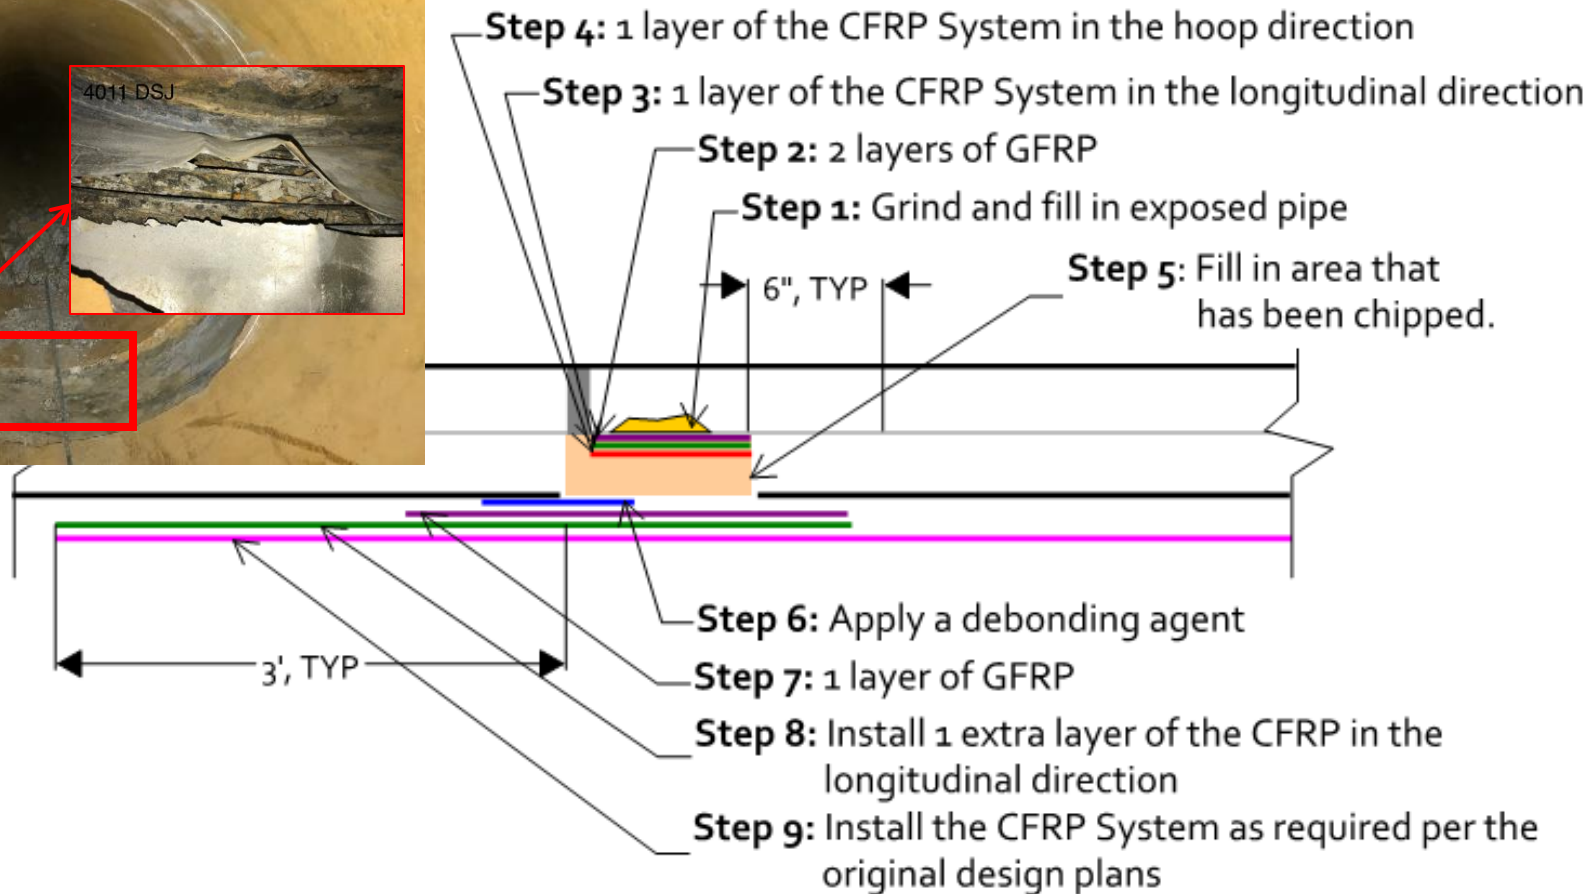 Step 4: 1 layer of the CFRP System in the hoop direction
4011 DSJ
Step 3: 1 layer of the CFRP System in the longitudinal direction
Step 2: 2 layers of GFRP
Step 1: Grind and fill in exposed pipe
Step 5: Fill in area that
has been chipped.
6", TYP
Step 6: Apply a debonding agent
3', TYP
Step 7: 1 layer of GFRP
Step 8: Install 1 extra layer of the CFRP in the
longitudinal direction
Step 9: Install the CFRP System as required per the
original design plans